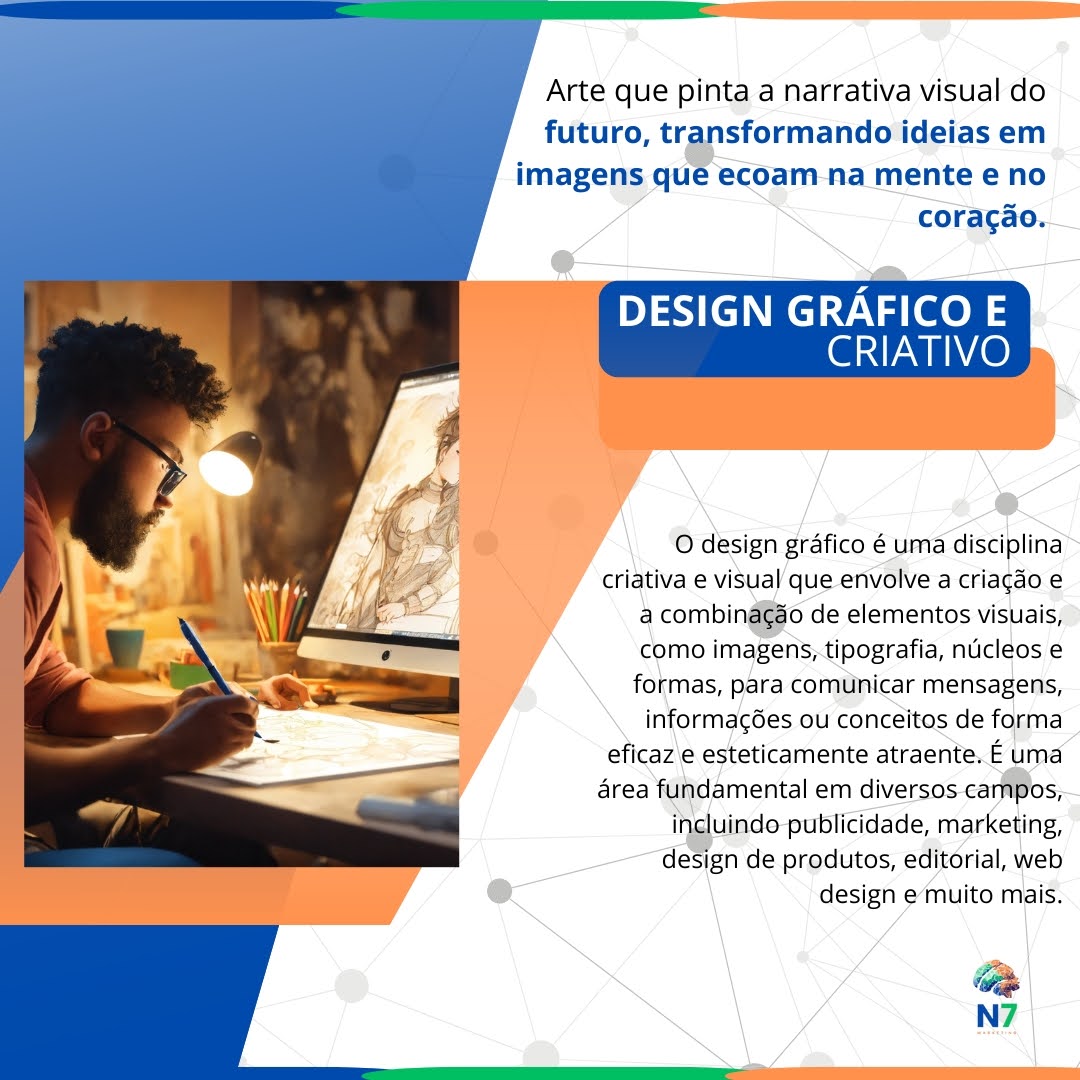 Arte que pinta a narrativa visual do
futuro, transformando ideias em
imagens que ecoam na mente e no
coração.
DESIGN GRÁFICO E
CRIATIVO
O design gráfico é uma disciplina
criativa e visual que envolve a criação e
a combinação de elementos visuais,
como imagens, tipografia, núcleos e
formas, para comunicar mensagens,
informações ou conceitos de forma
eficaz e esteticamente atraente. É uma
área fundamental em diversos campos,
incluindo publicidade, marketing,
design de produtos, editorial, web
design e muito mais.
N7
MARKETING